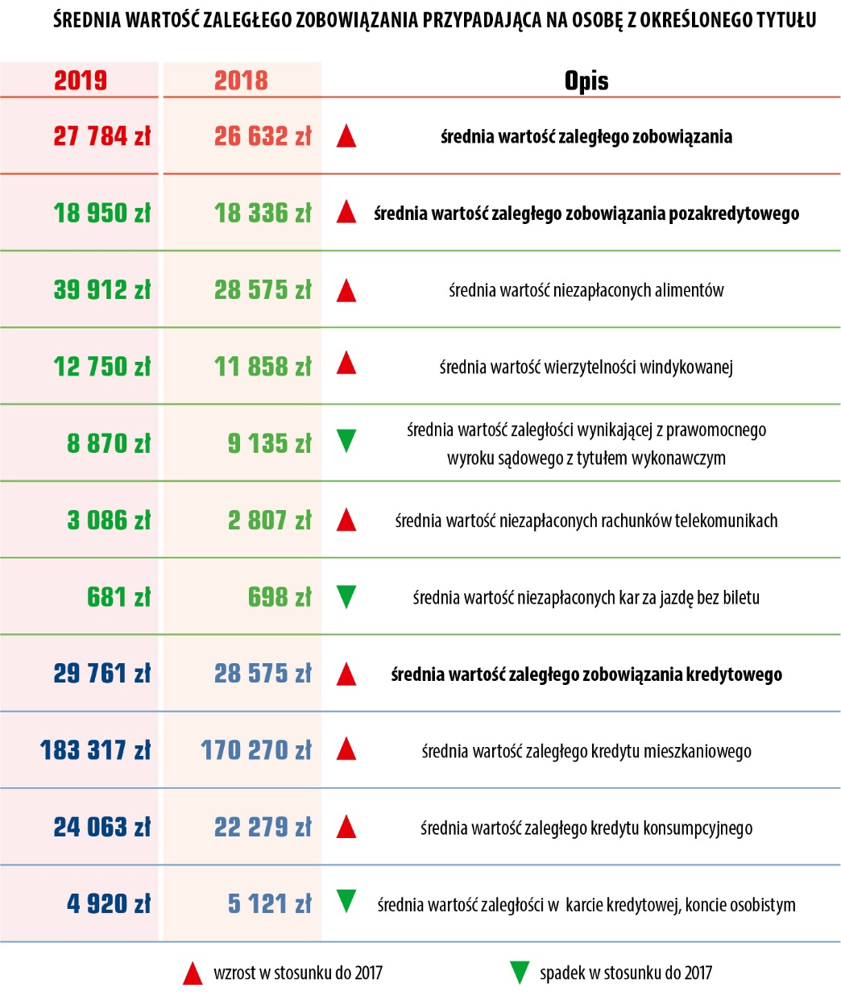 ŚREDNIA WARTOŚĆ ZALEGŁEGO ZOBOWIĄZANIA PRZYPADAJĄCA NA OSOBĘ Z OKREŚLONEGO TYTUŁU
2019 2018 Opis
27 784 zł 26 632 zł średnia wartość zaległego zobowiązania
18 950 zł 18 336 zł średnia wartość zaległego zobowiązania pozakredytowego
39 912 zł 28 575 zł średnia wartość niezapłaconych alimentów
12 750 zł 11 858 zł średnia wartość wierzytelności windykowanej
8 870 zł 9 135 zł średnia wartość zaległości wynikającej z prawomocnego
wyroku sądowego z tytułem wykonawczym
3 086 zł 2 807 zł średnia wartość niezapłaconych rachunków telekomunikach
681 zł 698 zł średnia wartość niezapłaconych kar za jazdę bez biletu
29 761 zł 28 575 zł średnia wartość zaległego zobowiązania kredytowego
183 317 zł 170 270 zł średnia wartość zaległego kredytu mieszkaniowego
24 063 zł 22 279 zł średnia wartość zaległego kredytu konsumpcyjnego
4 920 zł 5 121 zł średnia wartość zaległości w karcie kredytowej, koncie osobistym
wzrost w stosunku do 2017 spadek w stosunku do 2017